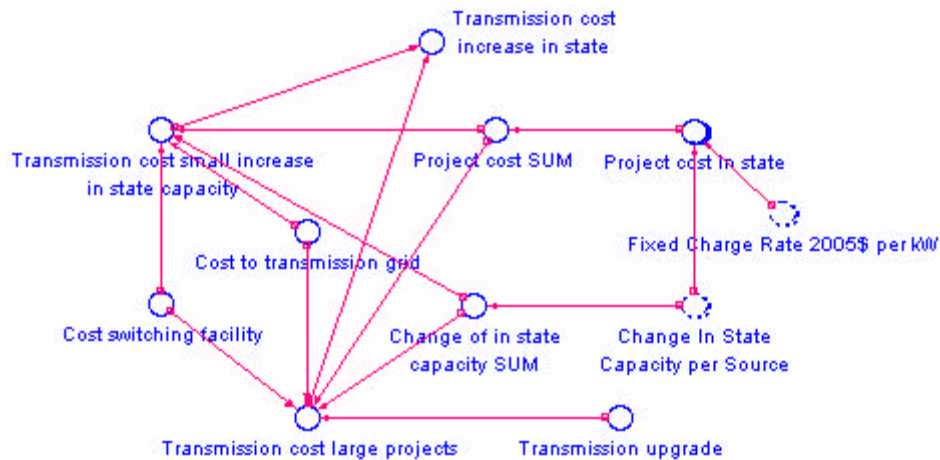 Transmission cost
increase in state
Transmission cost small increase
in state capacity
Project cost SUM
Project cost In state
Fixed Charge Rate 2005$ per kW
Cost to transmission grid
Cost switching facility
Change of in state
capacity SUM
Change In State
Capacity per Source
Transmission cost large projects
Transmission upgrade